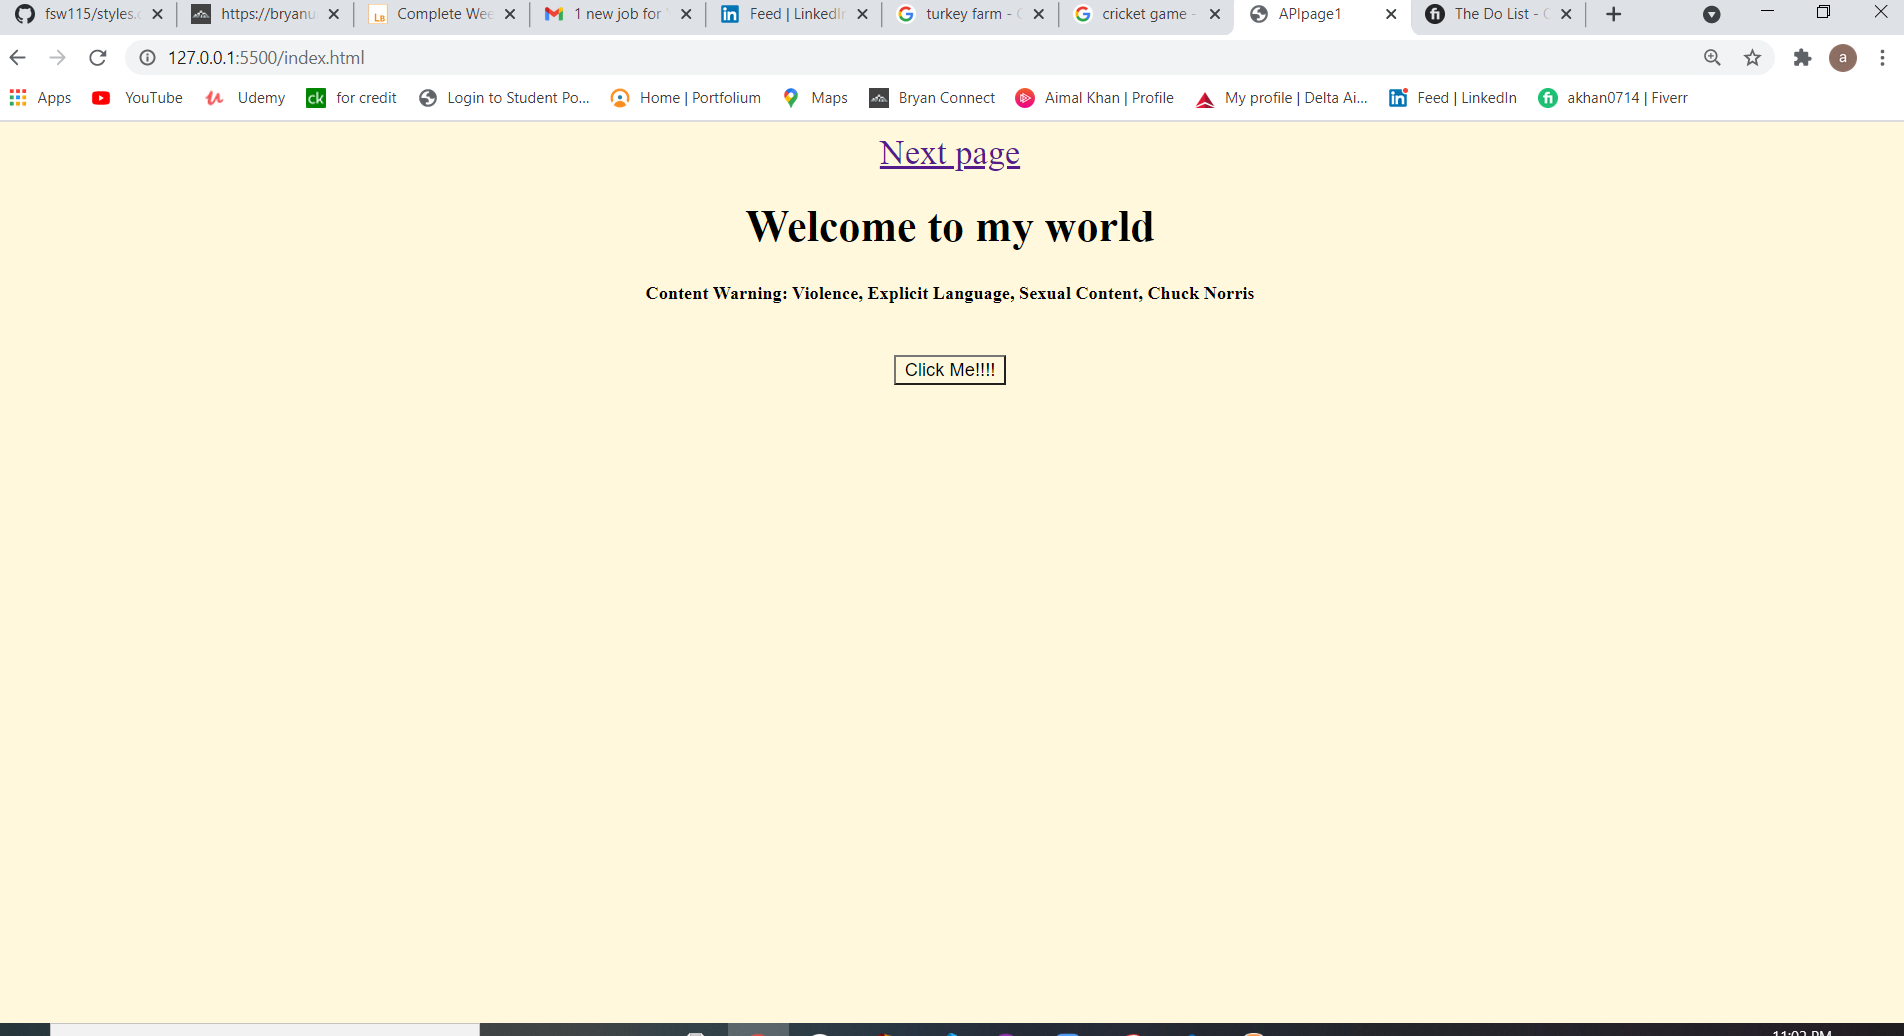 fsw115/styles.c
https://bryanu
Complete Wee
1 new job for
Feed | LinkedIn
turkey farm -
cricket game -
APIpage1
The Do List -
127.0.0.1:5500/index.html
a
Apps
YouTube
Udemy
ck for credit
Login to Student Po...
Home | Portfolium
Maps
Bryan Connect
Aimal Khan | Profile
My profile | Delta Ai...
Feed | LinkedIn
akhan0714 | Fiverr
Next page
Welcome to my world
Content Warning: Violence, Explicit Language, Sexual Content, Chuck Norris
Click Me!!!!